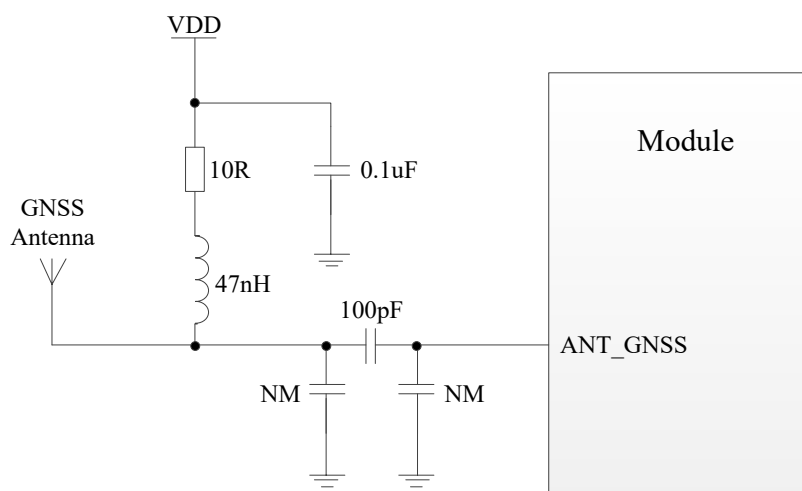 VDD
Module
10R
0.1uF
GNSS
Antenna
47nH
100pF
ANT_GNSS
NM
NM